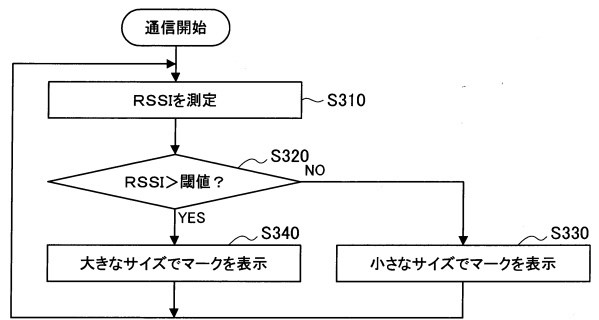 通信開始
RSSIを測定
S310
S320
RSSI>閾値?
NO
YES
S340
大きなサイズでマークを表示
S330
小さなサイズでマークを表示